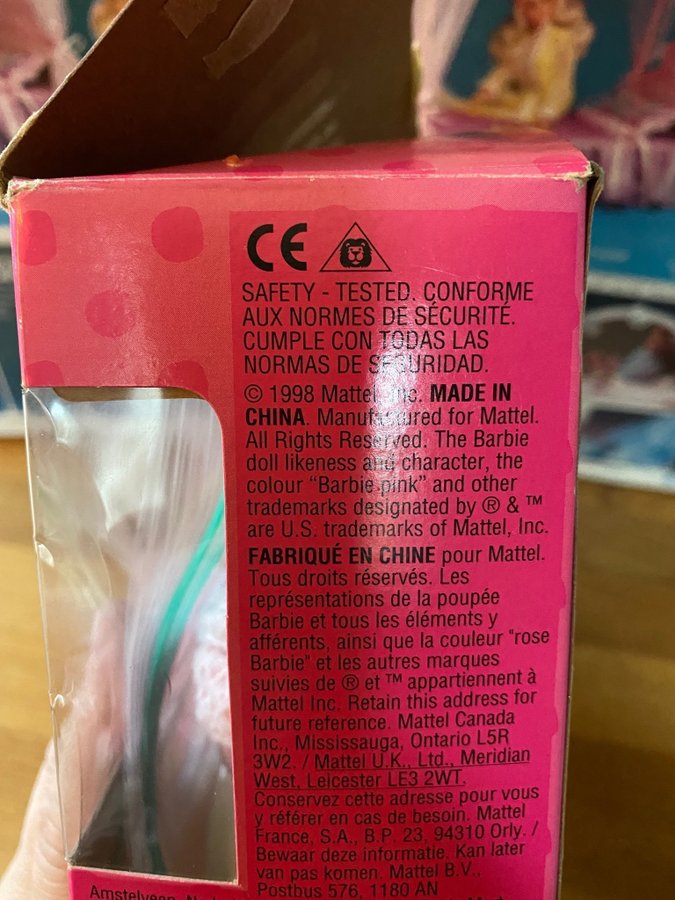 CE
SAFETY - TESTED. CONFORME
AUX NORMES DE SÉCURITÉ.
CUMPLE CON TODAS LAS
NORMAS DE SEGURIDAD.
© 1998 Mattel, Inc. MADE IN
CHINA. Manufactured for Mattel.
All Rights Reserved. The Barbie
doll likeness and character, the
colour “Barbie pink” and other
trademarks designated by ® & ™
are U.S. trademarks of Mattel, Inc.
FABRIQUÉ EN CHINE pour Mattel.
Tous droits réservés. Les
représentations de la poupée
Barbie et tous les éléments y
afférents, ainsi que la couleur "rose
Barbie" et les autres marques
suivies de ® et ™ appartiennent à
Mattel Inc. Retain this address for
future reference. Mattel Canada
Inc., Mississauga, Ontario L5R
3W2. / Mattel U.K., Ltd., Meridian
West, Leicester LE3 2WT.
Conservez cette adresse pour vous
y référer en cas de besoin. Mattel
France, S.A., B.P. 23, 94310 Orly. /
Bewaar deze informatie. Kan later
van pas komen. Mattel B.V.,
Postbus 576, 1180 AN
Amstelveen,